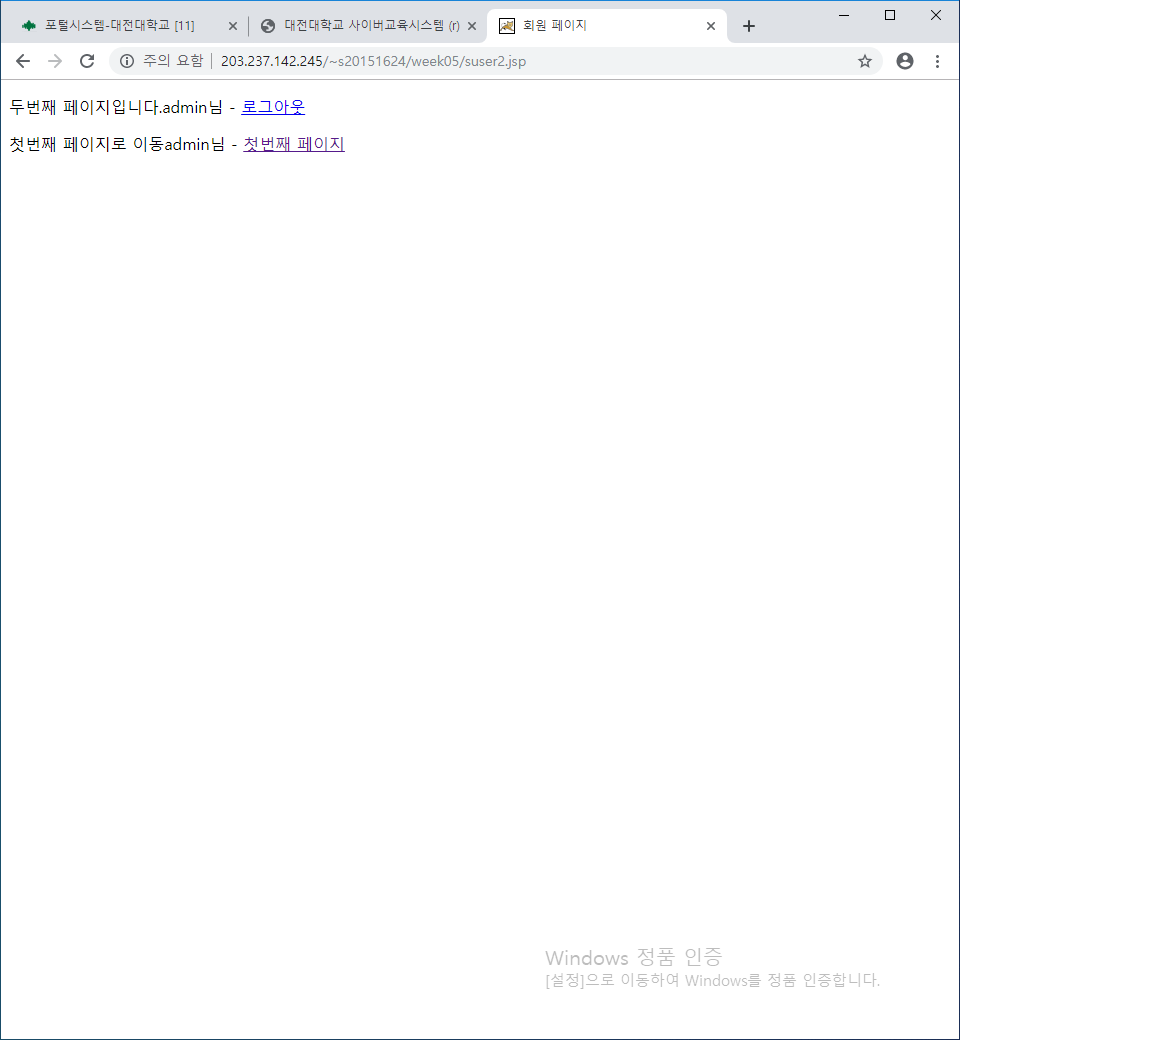 포털시스템-대전대학교 [11]
대전대학교 사이버교육시스템 (r)
회원 페이지
주의 요함
203.237.142.245/~s20151624/week05/suser2.jsp
두번째 페이지입니다.admin님 - 로그아웃
첫번째 페이지로 이동admin님 - 첫번째 페이지
Windows 정품 인증
[설정]으로 이동하여 Windows를 정품 인증합니다.